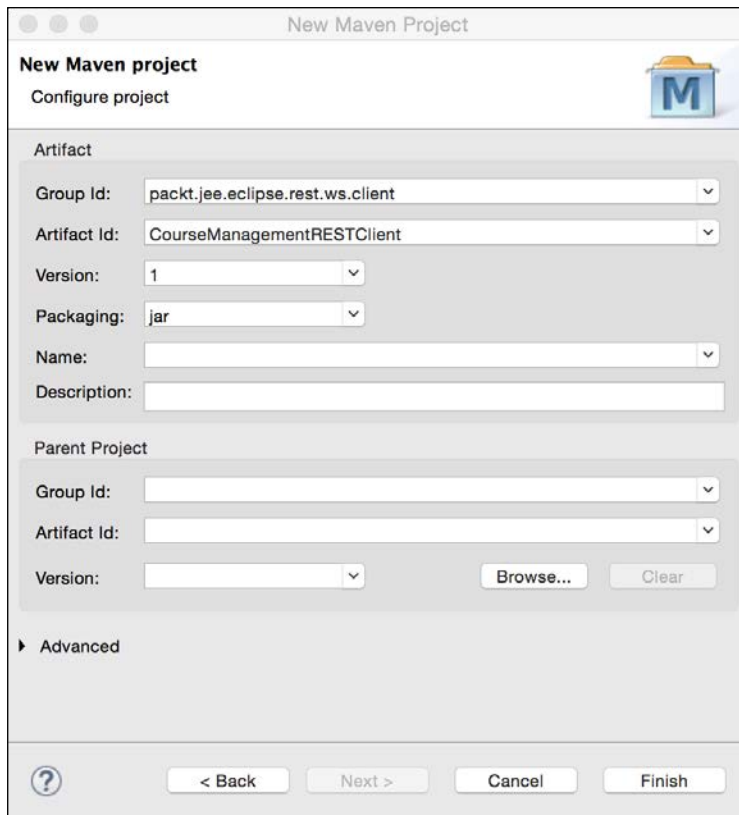 New Maven Project
New Maven project
Configure project
M
Artifact
Group Id: packt.jee.eclipse.rest.ws.client
Artifact Id: CourseManagementRESTClient
Version: 1
Packaging: jar
Name:
Description:
Parent Project
Group Id:
Artifact Id:
Version: Browse... Clear
Advanced
? < Back Next > Cancel Finish